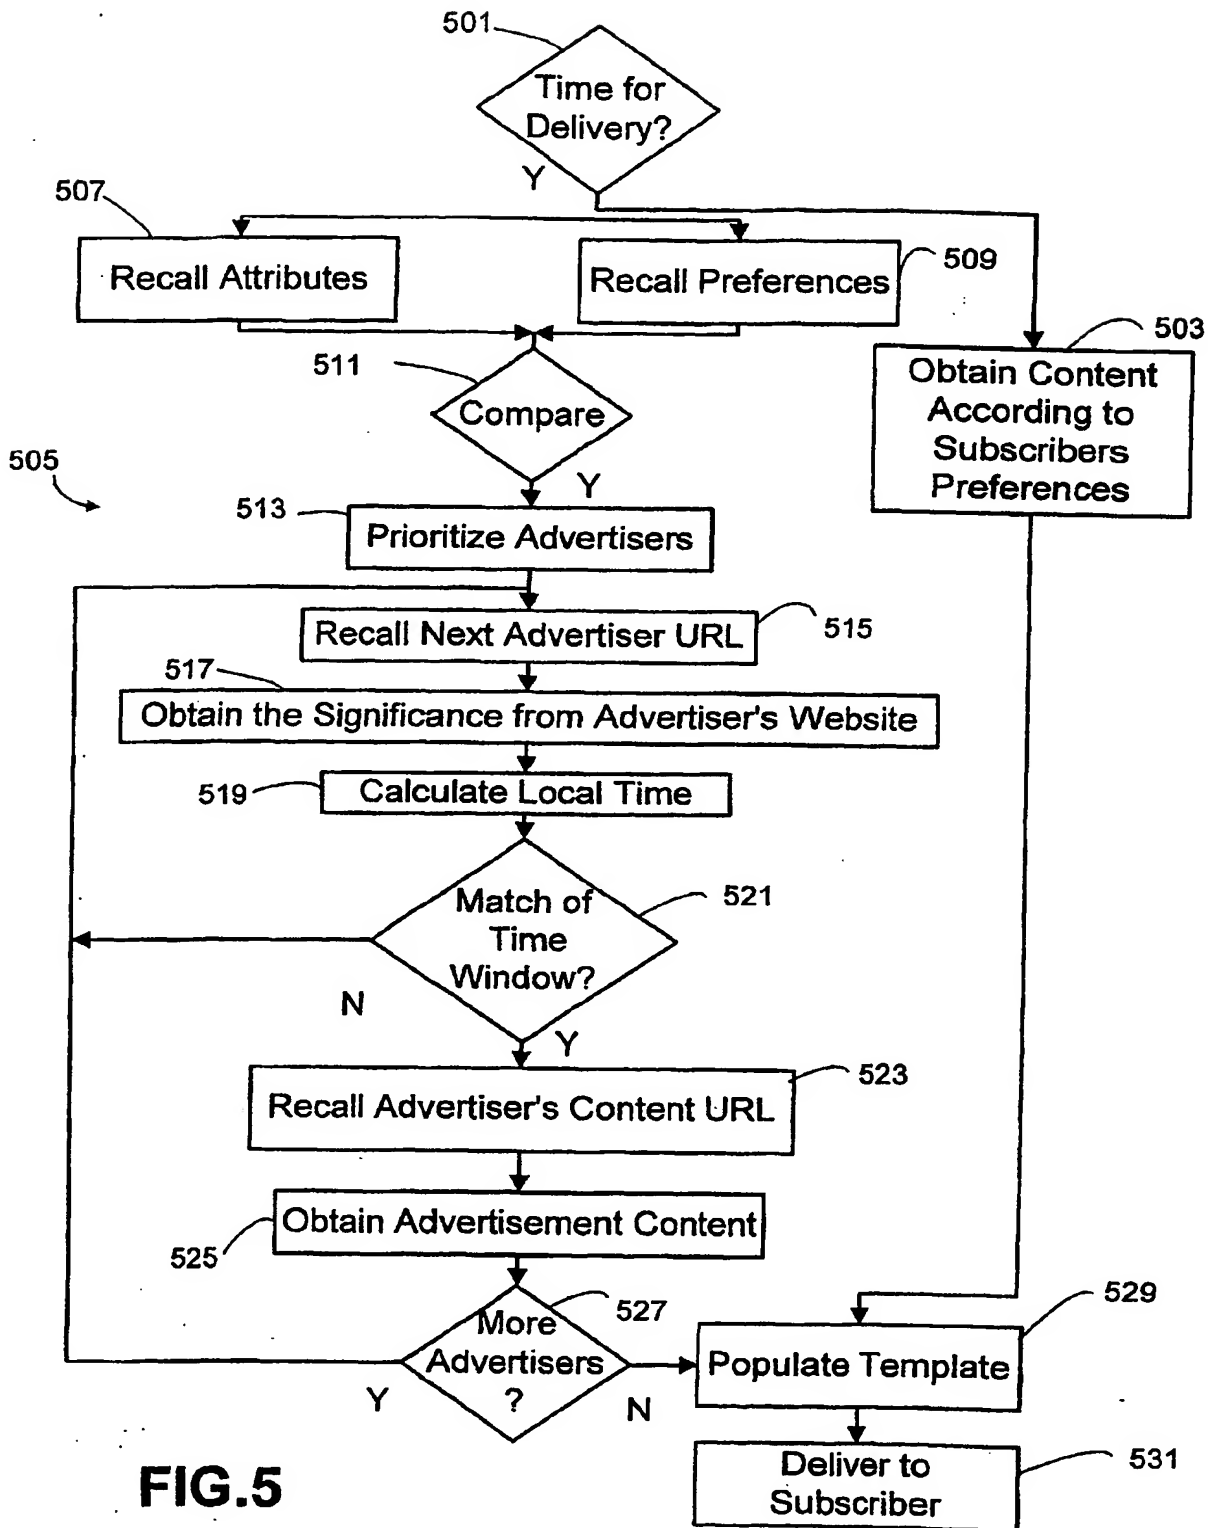 501
Time for
Delivery?
Y
507
Recall Attributes
Recall Preferences
509
503
Obtain Content
According to
Subscribers
Preferences
511
Compare
Y
505
513
Prioritize Advertisers
Recall Next Advertiser URL
515
517
Obtain the Significance from Advertiser's Website
519
Calculate Local Time
Match of
Time
Window?
521
N
Y
523
Recall Advertiser's Content URL
Obtain Advertisement Content
525
527
More
Advertisers
?
Y
N
529
Populate Template
Deliver to
Subscriber
531
FIG.5